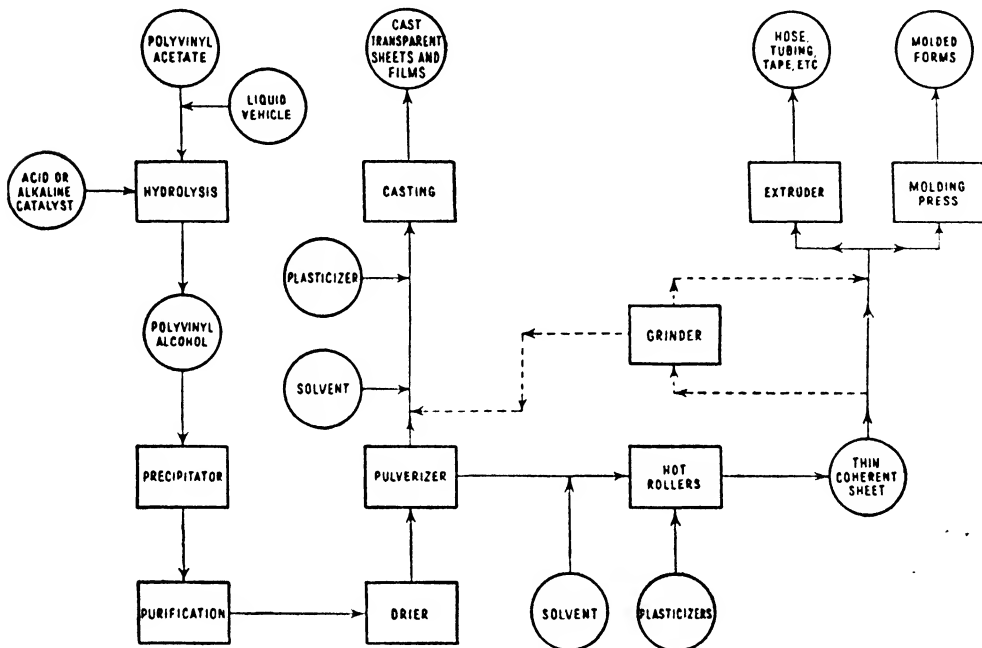 POLYVINYL
ACETATE
LIQUID
VEHICLE
ACID OR
ALKALINE
CATALYST
HYDROLYSIS
POLYVINYL
ALCOHOL
PRECIPITATOR
PURIFICATION
CAST
TRANSPARENT
SHEETS AND
FILMS
CASTING
PLASTICIZER
SOLVENT
PULVERIZER
DRIER
HOSE,
TUBING,
TAPE, ETC
MOLDED
FORMS
EXTRUDER
MOLDING
PRESS
GRINDER
HOT
ROLLERS
THIN
COHERENT
SHEET
SOLVENT
PLASTICIZERS